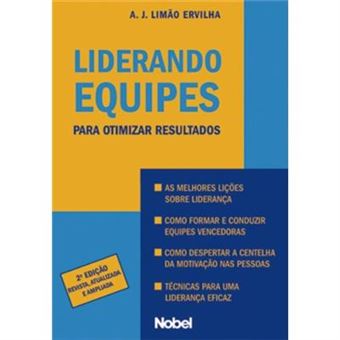 A. J. LIMÃO ERVILHA
LIDERANDO
EQUIPES
PARA OTIMIZAR RESULTADOS
AS MELHORES LIÇÕES
SOBRE LIDERANÇA
COMO FORMAR E CONDUZIR
EQUIPES VENCEDORAS
COMO DESPERTAR A CENTELHA
DA MOTIVAÇÃO NAS PESSOAS
TÉCNICAS PARA UMA
LIDERANÇA EFICAZ
2ª EDIÇÃO
REVISTA, ATUALIZADA
E AMPLIADA
Nobel